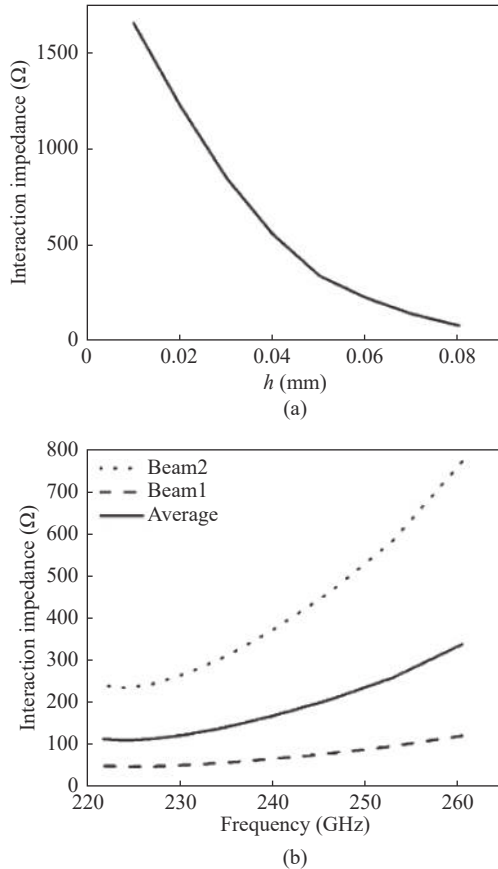 Interaction impedance (Ω)
1500
1000
500
0
0
0.02
0.04
0.06
0.08
h (mm)
(a)
Interaction impedance (Ω)
800
700
600
500
400
300
200
100
0
Beam2
Beam1
Average
220
230
240
250
260
Frequency (GHz)
(b)